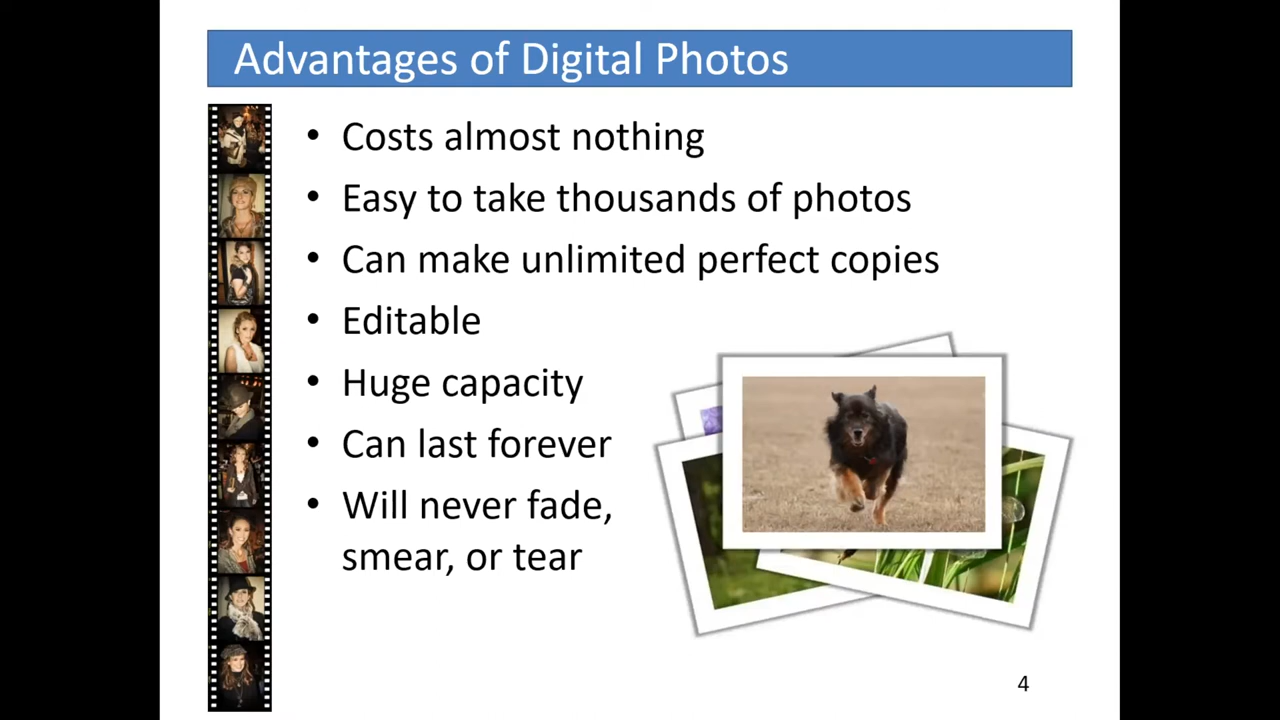 Advantages of Digital Photos
• Costs almost nothing
• Easy to take thousands of photos
• Can make unlimited perfect copies
• Editable
• Huge capacity
• Can last forever
• Will never fade,
smear, or tear
4